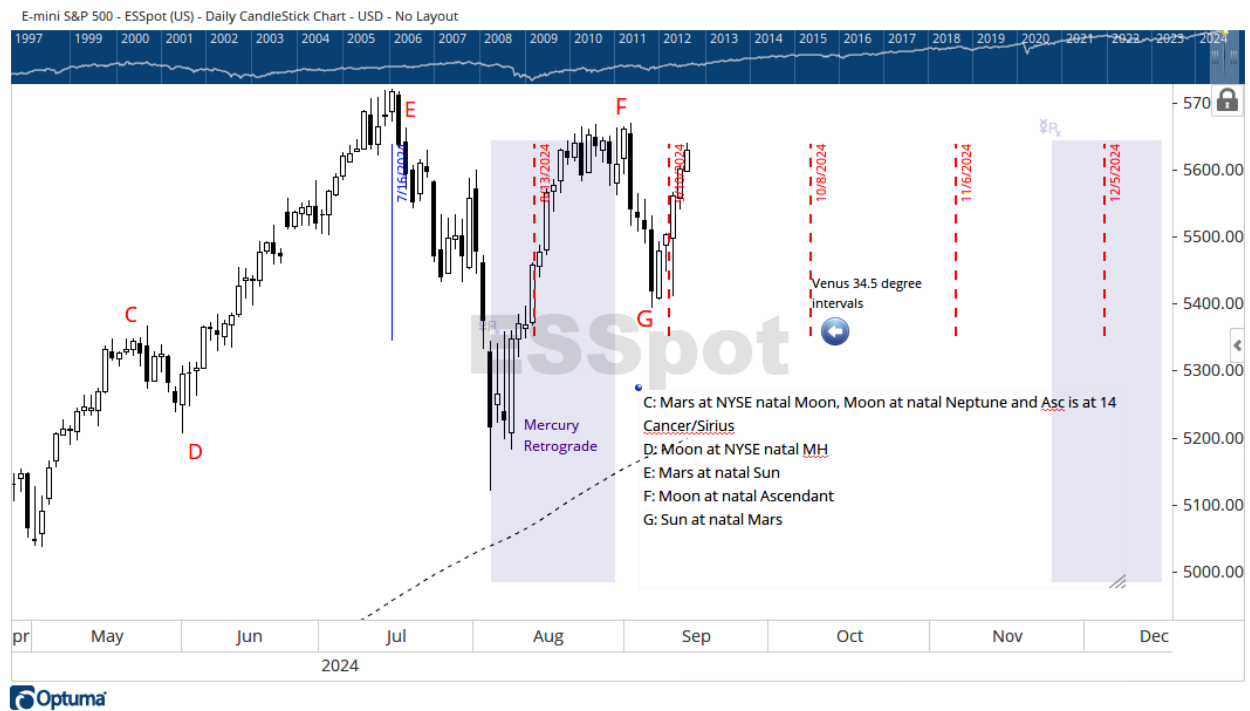 E-mini S&P 500 - ESSpot (US) - Daily CandleStick Chart - USD - No Layout
1997 1999 2000 2001 2002 2003 2004 2005 2006 2007 2008 2009 2010 2011 2012 2013 2014 2015 2016 2017 2018 2019 2020 2021 2022 2023 2024
E
F
C
D
G
7/16/2024
8/13/2024
9/10/2024
10/8/2024
11/6/2024
12/5/2024
570
5600.00
5500.00
5400.00
5300.00
5200.00
5100.00
5000.00
Venus 34.5 degree
intervals
ESSpot
Mercury
Retrograde
C: Mars at NYSE natal Moon, Moon at natal Neptune and Asc is at 14
Cancer/Sirius
D: Moon at NYSE natal MH
E: Mars at natal Sun
F: Moon at natal Ascendant
G: Sun at natal Mars
pr May Jun Jul Aug Sep Oct Nov Dec
2024
Optuma